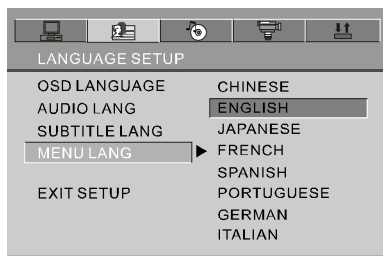 LANGUAGE SETUP
OSD LANGUAGE
AUDIO LANG
SUBTITLE LANG
MENU LANG
EXIT SETUP
CHINESE
ENGLISH
JAPANESE
FRENCH
SPANISH
PORTUGUESE
GERMAN
ITALIAN